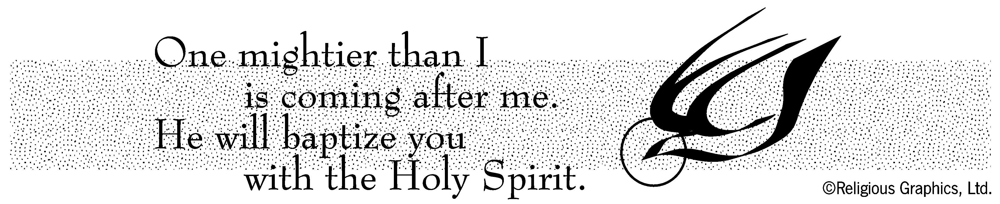 One mightier than I
is coming after me.
He will baptize you
with the Holy Spirit.
©Religious Graphics, Ltd.